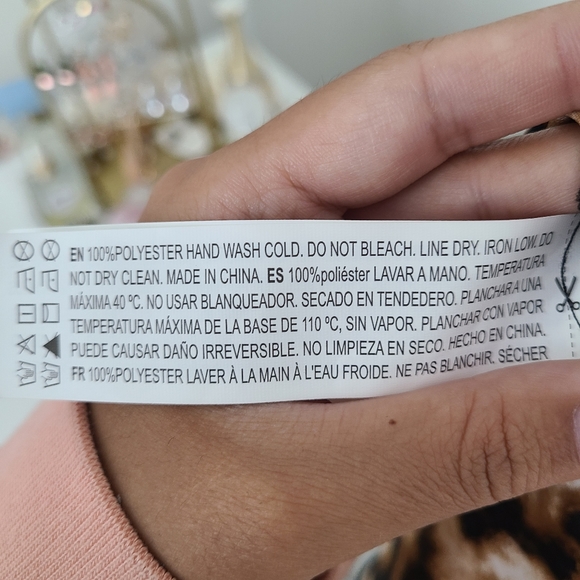 EN 100%POLYESTER HAND WASH COLD. DO NOT BLEACH. LINE DRY. IRON LOW. DO
NOT DRY CLEAN. MADE IN CHINA. ES 100%poliéster LAVAR A MANO. TEMPERATURA
MÁXIMA 40 ºC. NO USAR BLANQUEADOR. SECADO EN TENDEDERO. PLANCHAR A UNA
TEMPERATURA MÁXIMA DE LA BASE DE 110 ºC, SIN VAPOR. PLANCHAR CON VAPOR
PUEDE CAUSAR DAÑO IRREVERSIBLE. NO LIMPIEZA EN SECO. HECHO EN CHINA.
FR 100%POLYESTER LAVER À LA MAIN À L'EAU FROIDE. NE PAS BLANCHIR. SÉCHER